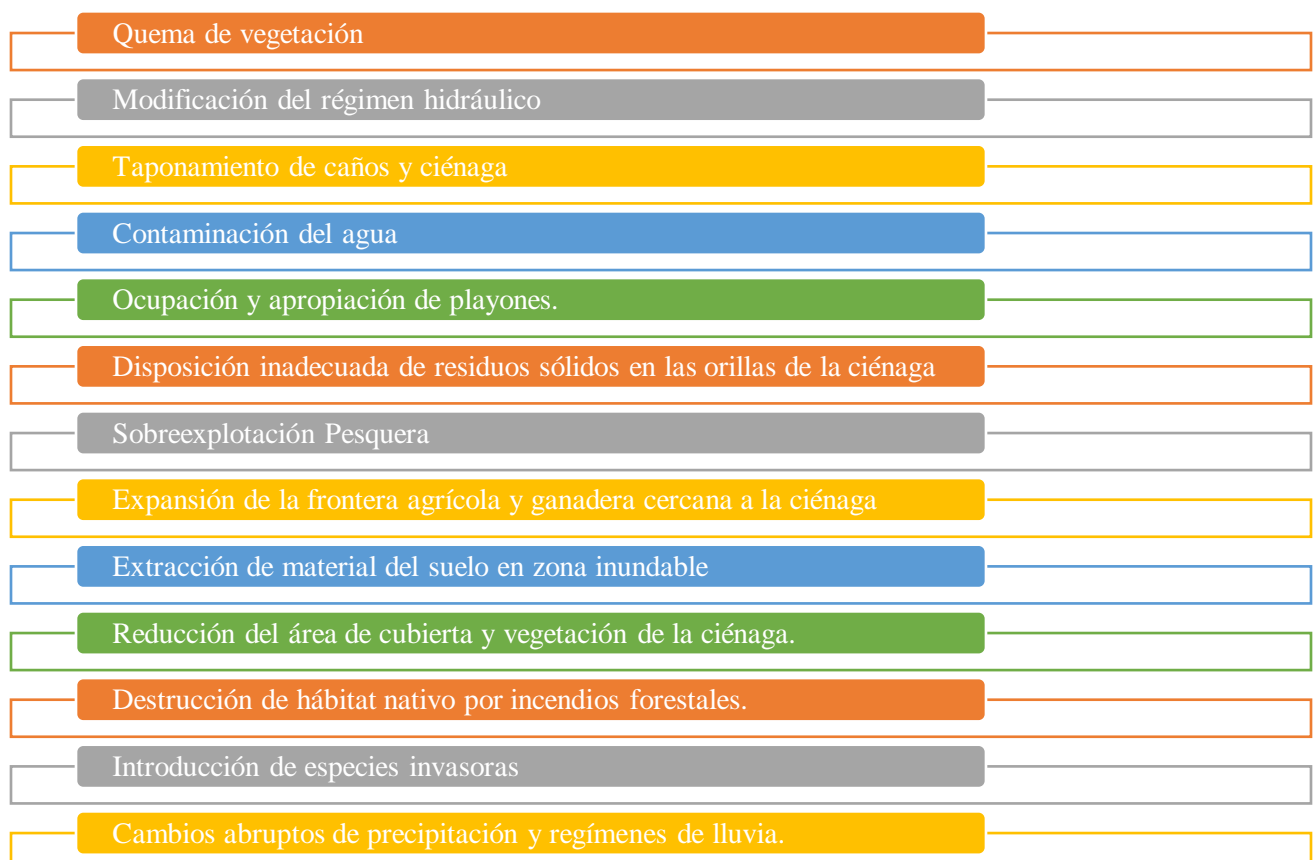 Quema de vegetación
Modificación del régimen hidráulico
Taponamiento de caños y ciénaga
Contaminación del agua
Ocupación y apropiación de playones.
Disposición inadecuada de residuos sólidos en las orillas de la ciénaga
Sobreexplotación Pesquera
Expansión de la frontera agrícola y ganadera cercana a la ciénaga
Extracción de material del suelo en zona inundable
Reducción del área de cubierta y vegetación de la ciénaga.
Destrucción de hábitat nativo por incendios forestales.
Introducción de especies invasoras
Cambios abruptos de precipitación y regímenes de lluvia.